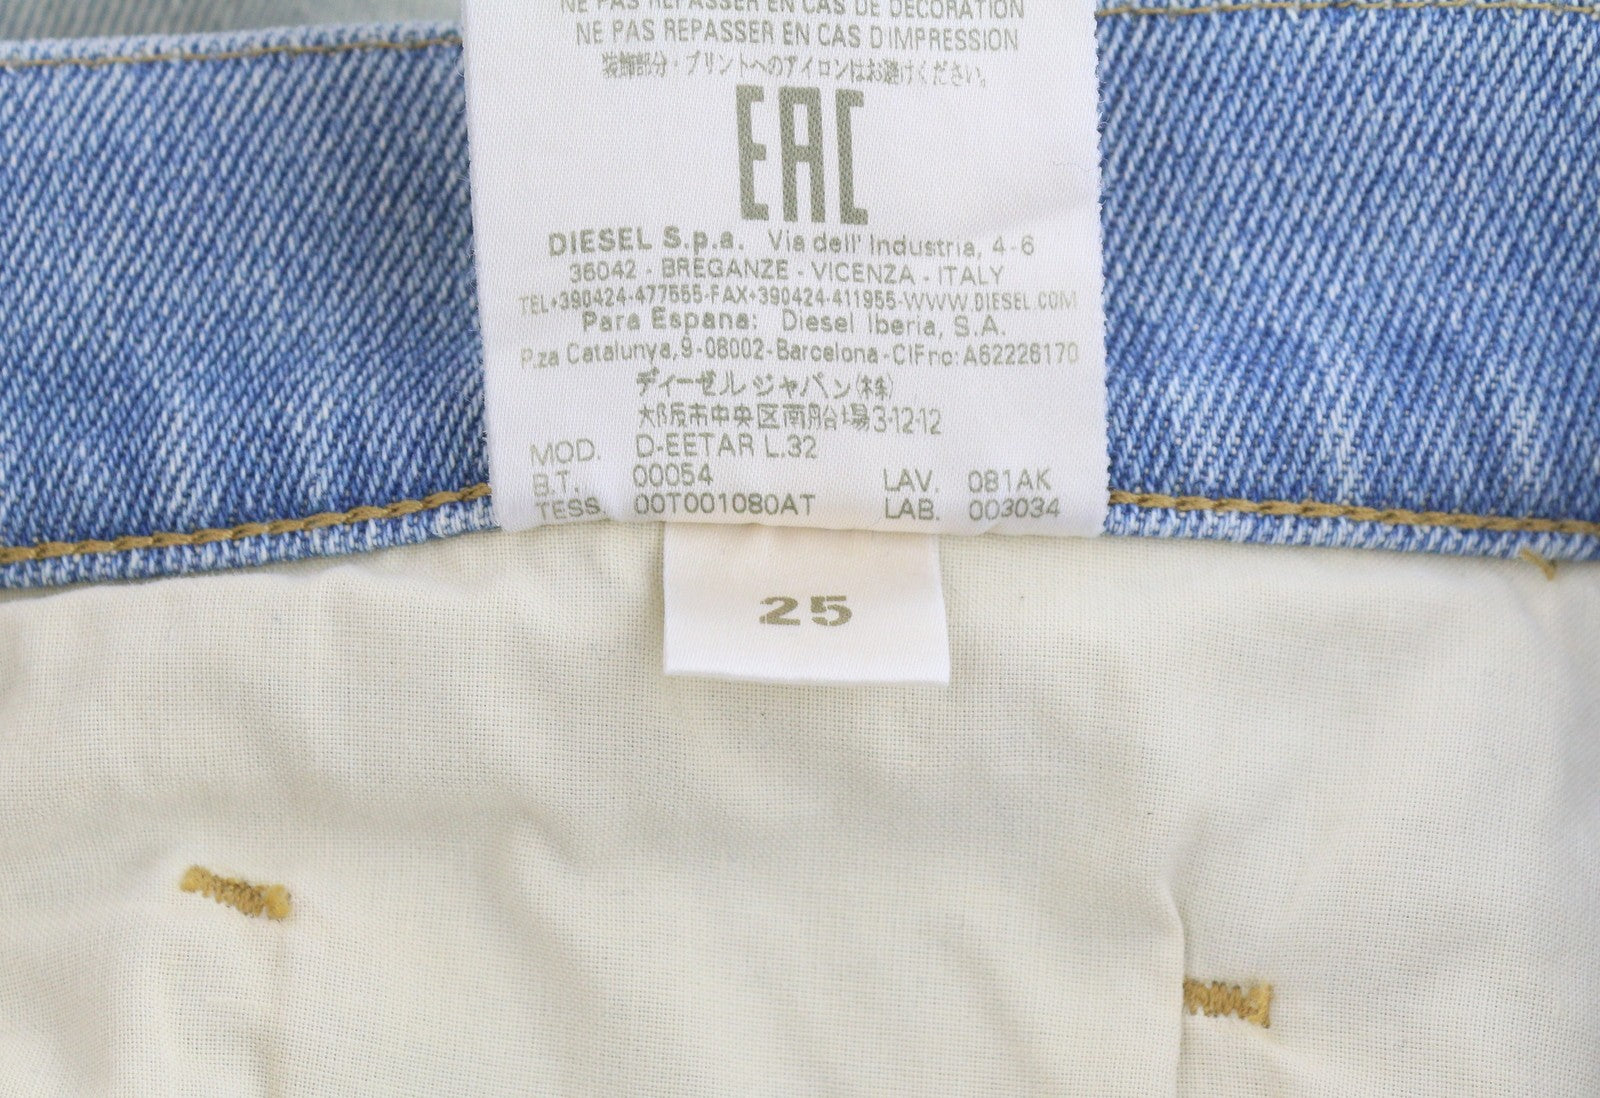 NE PAS REPASSER EN CAS DE DECORATION
NE PAS REPASSER EN CAS D'IMPRESSION
装飾部分・プリントへのアイロンはお避けください。
EAC
DIESEL S.p.a. Via dell' Industria, 4-6
36042 - BREGANZE - VICENZA - ITALY
TEL+390424-477555-FAX+390424-411955-WWW.DIESEL.COM
Para Espana: Diesel Iberia, S.A.
P.za Catalunya, 9-08002-Barcelona-CIF nc: A62226170
ディーゼル ジャパン(株)
大阪市中央区南船場3-12-12
MOD. D-EETAR L.32
B.T. 00054 LAV. 081AK
TESS. 00T001080AT LAB. 003034
25